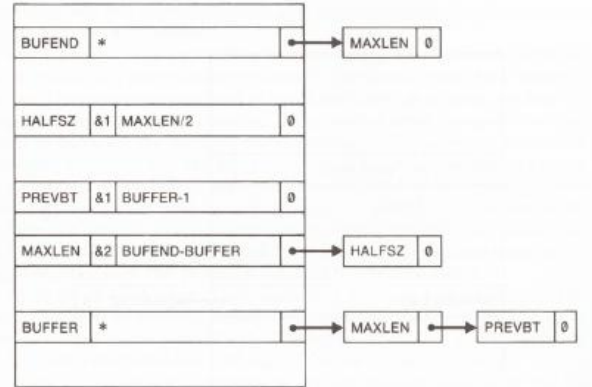 BUFEND * MAXLEN 0
HALFSZ &1 MAXLEN/2 0
PREVBT &1 BUFFER-1 0
MAXLEN &2 BUFEND-BUFFER HALFSZ 0
BUFFER * MAXLEN PREVBT 0